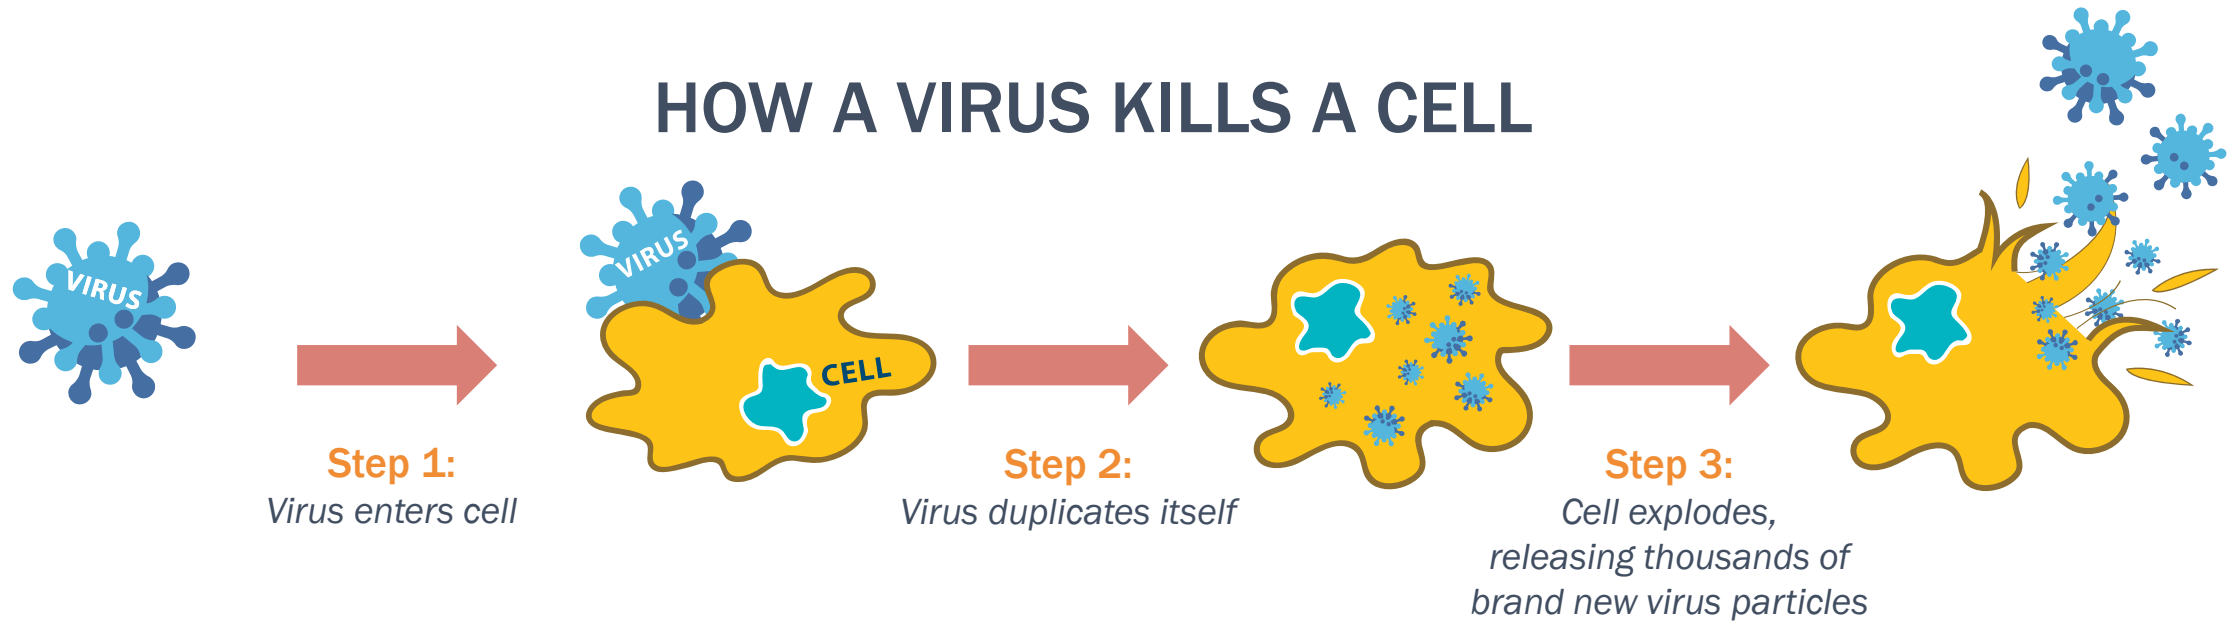 HOW A VIRUS KILLS A CELL
VIRUS
VIRUS
CELL
Step 1:
Virus enters cell
Step 2:
Virus duplicates itself
Step 3:
Cell explodes,
releasing thousands of
brand new virus particles